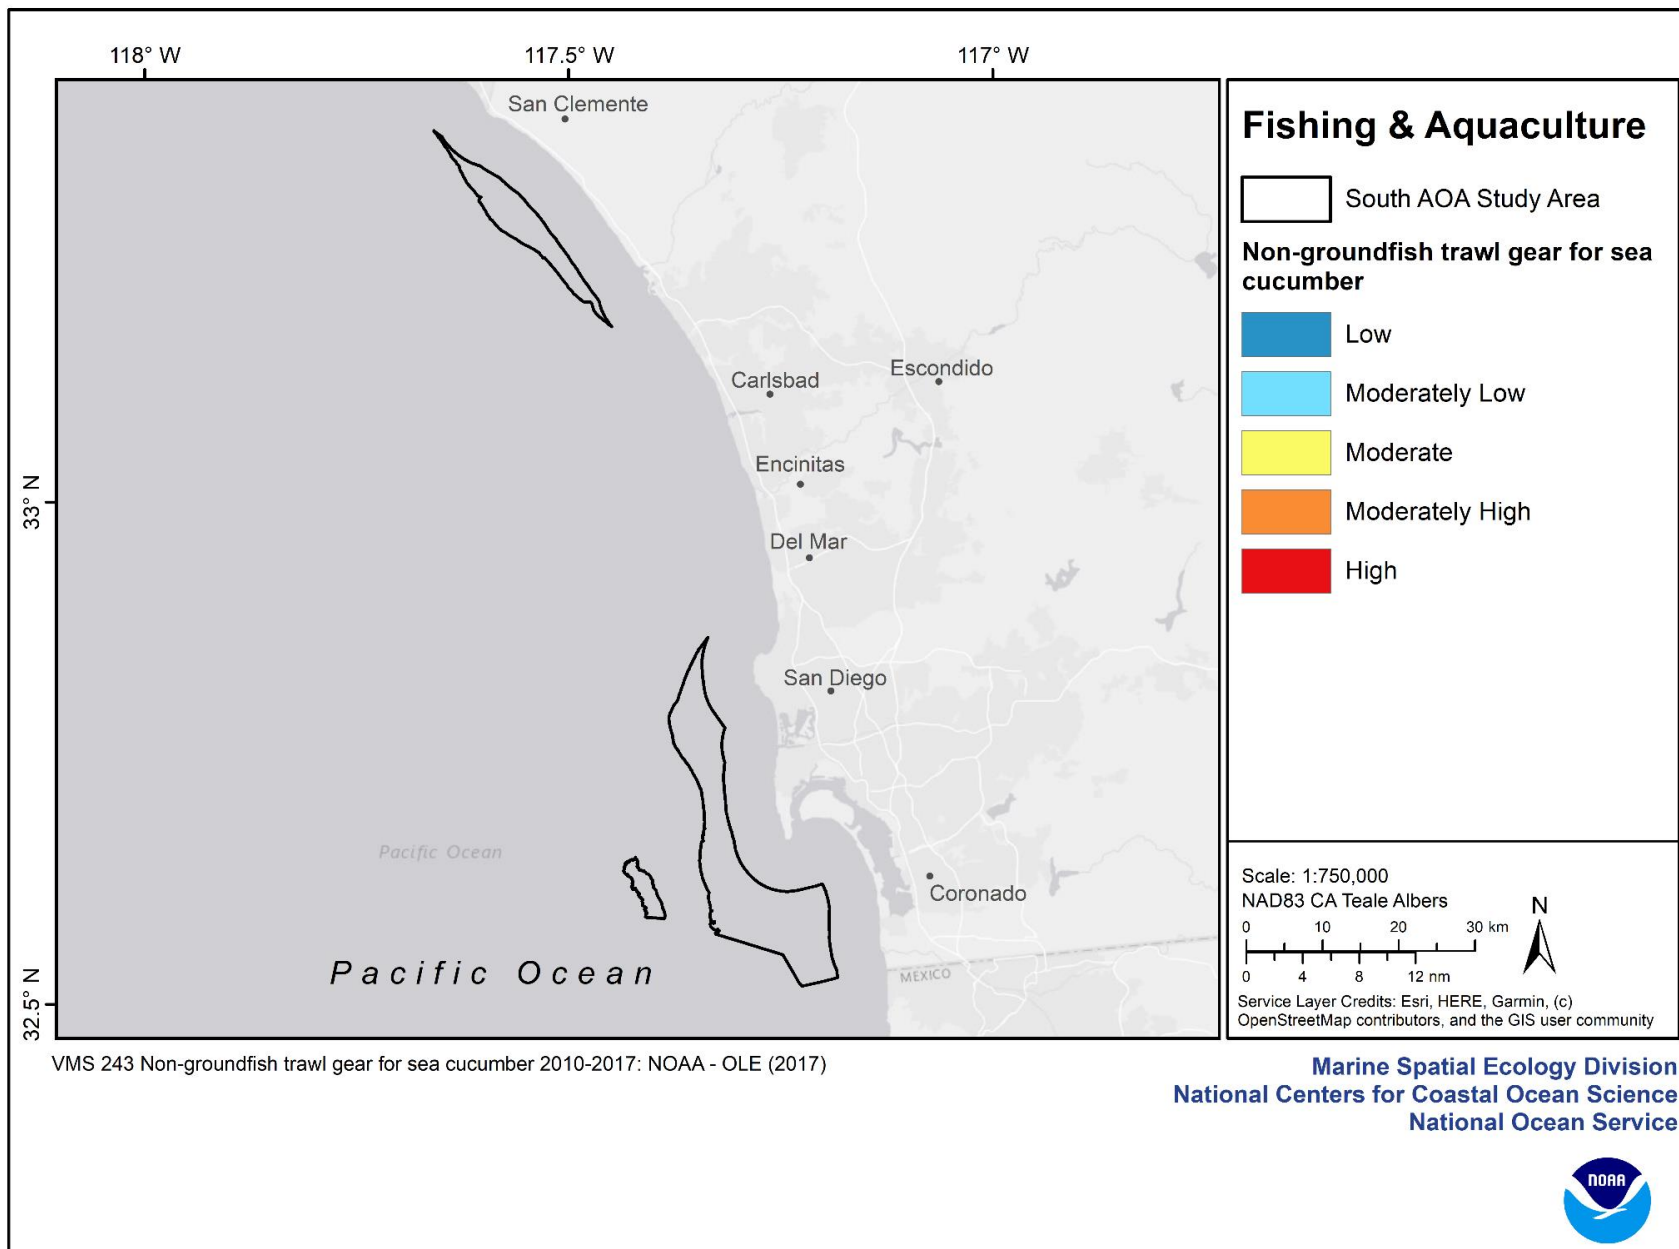 118° W
117.5° W
117° W
San Clemente
Carlsbad
Escondido
Encinitas
Del Mar
San Diego
Coronado
MEXICO
Pacific Ocean
Pacific Ocean
33° N
32.5° N
Fishing & Aquaculture
South AOA Study Area
Non-groundfish trawl gear for sea
cucumber
Low
Moderately Low
Moderate
Moderately High
High
Scale: 1:750,000
NAD83 CA Teale Albers
0 10 20 30 km
0 4 8 12 nm
N
Service Layer Credits: Esri, HERE, Garmin, (c)
OpenStreetMap contributors, and the GIS user community
VMS 243 Non-groundfish trawl gear for sea cucumber 2010-2017: NOAA - OLE (2017)
Marine Spatial Ecology Division
National Centers for Coastal Ocean Science
National Ocean Service
NOAA